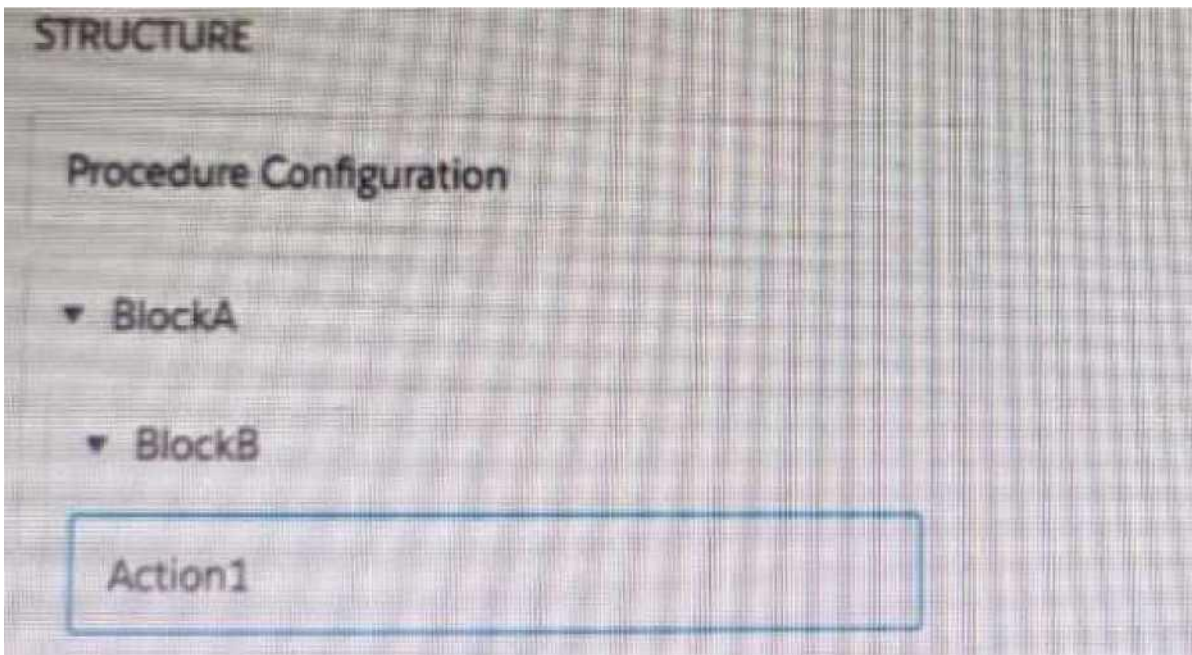 STRUCTURE
Procedure Configuration
BlockA
BlockB
Action1